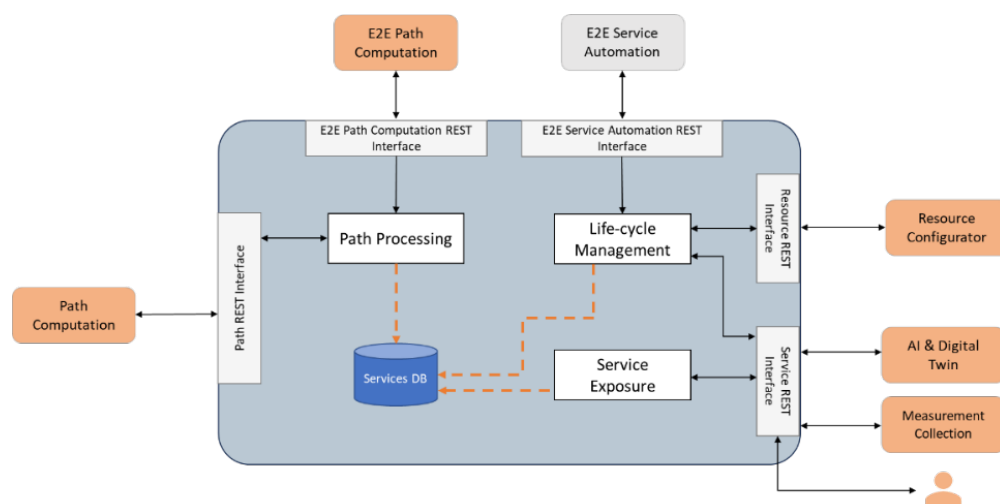 E2E Path
Computation
E2E Service
Automation
E2E Path Computation REST
Interface
E2E Service Automation REST
Interface
Path REST Interface
Path Processing
Life-cycle
Management
Resource REST
Interface
Resource
Configurator
Path
Computation
Services DB
Service
Exposure
Service REST
Interface
AI & Digital
Twin
Measurement
Collection